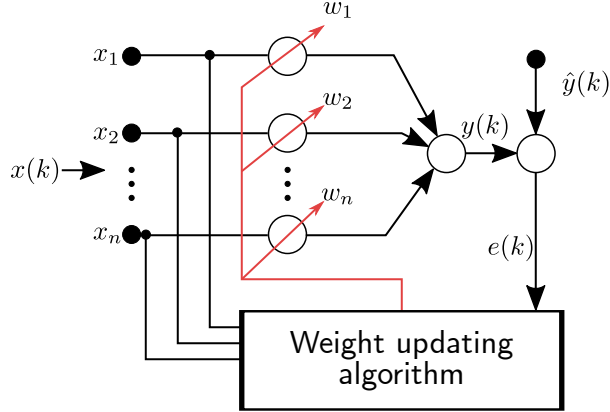 w₁
x₁
ŷ(k)
w₂
x₂
y(k)
x(k)
wₙ
xₙ
e(k)
Weight updating
algorithm